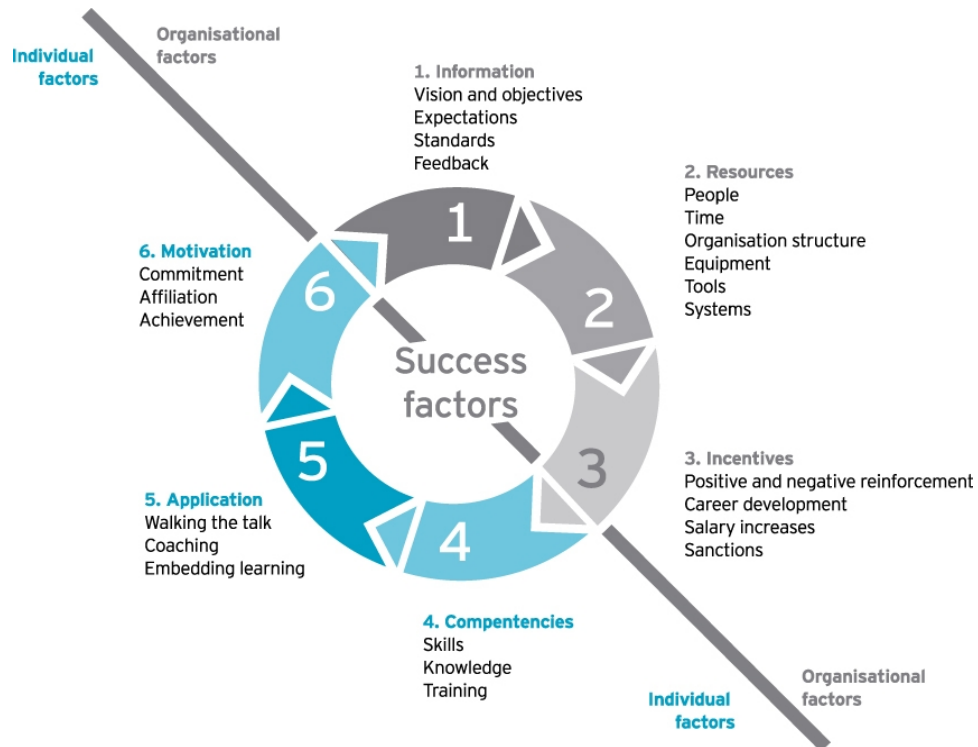 Individual
factors
Organisational
factors
1. Information
Vision and objectives
Expectations
Standards
Feedback
2. Resources
People
Time
Organisation structure
Equipment
Tools
Systems
6. Motivation
Commitment
Affiliation
Achievement
1
2
3
4
5
6
Success
factors
3. Incentives
Positive and negative reinforcement
Career development
Salary increases
Sanctions
5. Application
Walking the talk
Coaching
Embedding learning
4. Compentencies
Skills
Knowledge
Training
Individual
factors
Organisational
factors